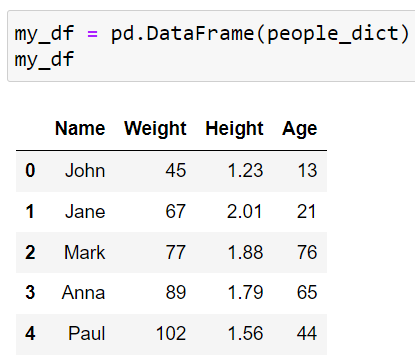 my_df = pd.DataFrame(people_dict)
my_df
Name Weight Height Age
0 John 45 1.23 13
1 Jane 67 2.01 21
2 Mark 77 1.88 76
3 Anna 89 1.79 65
4 Paul 102 1.56 44